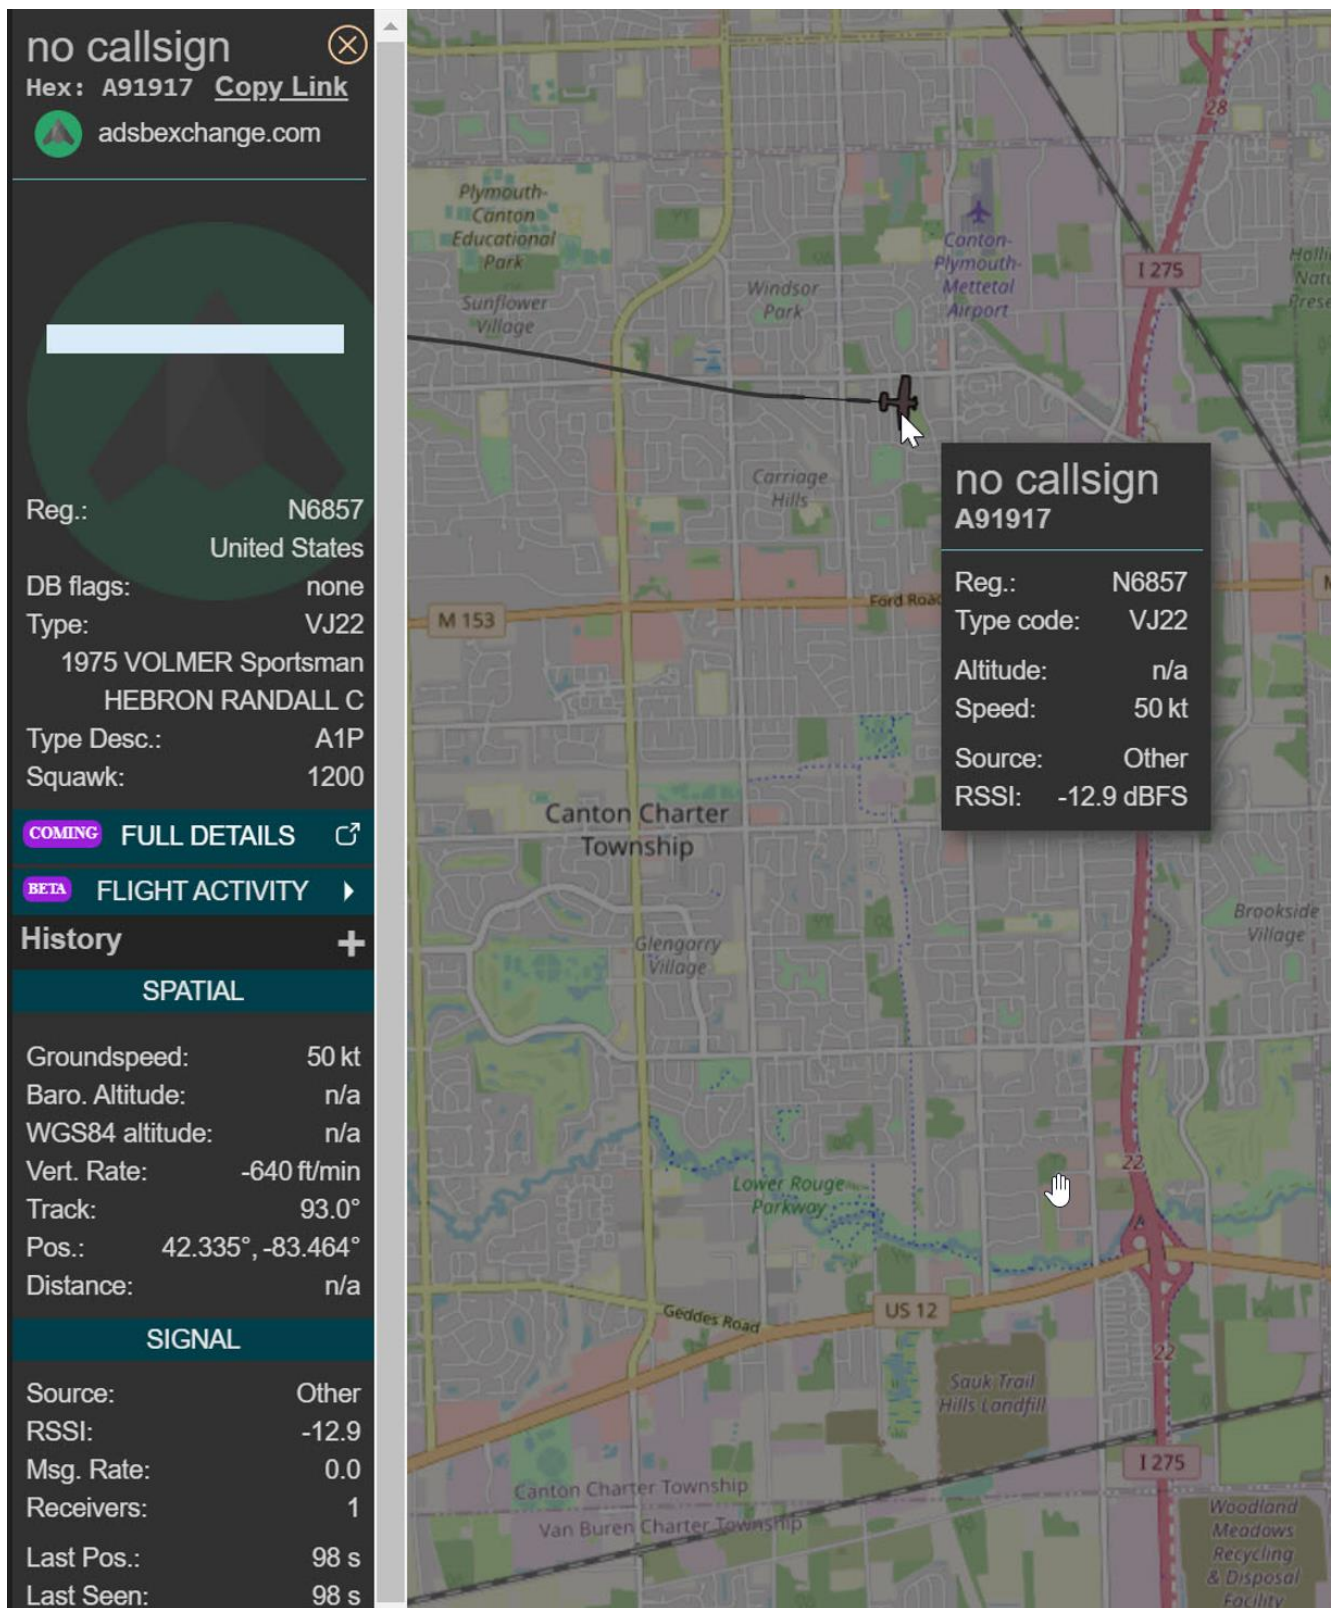 no callsign
Hex: A91917 Copy Link
adsbexchange.com
Reg.: N6857
United States
DB flags: none
Type: VJ22
1975 VOLMER Sportsman
HEBRON RANDALL C
Type Desc.: A1P
Squawk: 1200
COMING FULL DETAILS
BETA FLIGHT ACTIVITY
History +
SPATIAL
Groundspeed: 50 kt
Baro. Altitude: n/a
WGS84 altitude: n/a
Vert. Rate: -640 ft/min
Track: 93.0°
Pos.: 42.335°, -83.464°
Distance: n/a
SIGNAL
Source: Other
RSSI: -12.9
Msg. Rate: 0.0
Receivers: 1
Last Pos.: 98 s
Last Seen: 98 s
28
Plymouth-
Canton
Educational
Park
Canton-
Plymouth-
Mettetal
Airport
I 275
Sunflower
Village
Windsor
Park
Carriage
Hills
no callsign
A91917
Reg.: N6857
Type code: VJ22
Altitude: n/a
Speed: 50 kt
Source: Other
RSSI: -12.9 dBFS
M 153
Ford Road
Canton Charter
Township
Glengarry
Village
Brookside
Village
22
Lower Rouge
Parkway
Geddes Road
US 12
22
Sauk Trail
Hills Landfill
I 275
Canton Charter Township
Van Buren Charter Township
Woodland
Meadows
Recycling
& Disposal
Facility